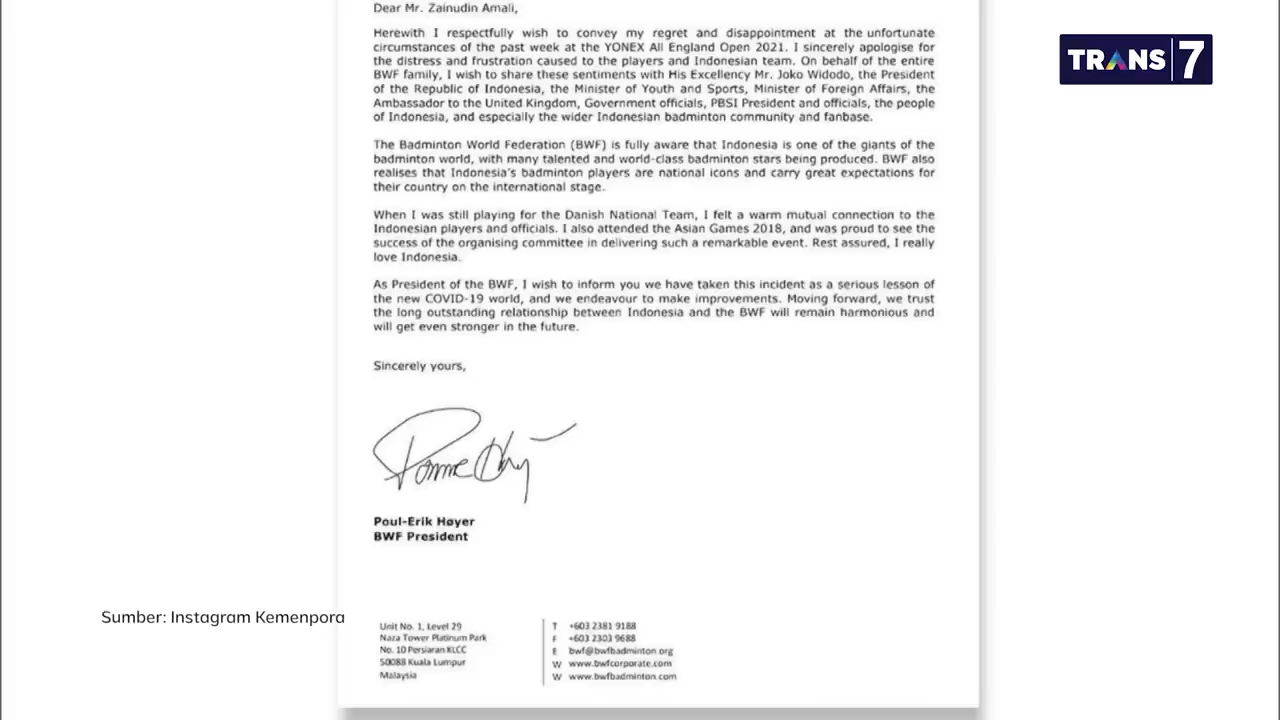 Dear Mr. Zainudin Amali,
Herewith I respectfully wish to convey my regret and disappointment at the unfortunate
circumstances of the past week at the YONEX All England Open 2021. I sincerely apologise for
the distress and frustration caused to the players and Indonesian team. On behalf of the entire
BWF family, I wish to share these sentiments with His Excellency Mr. Joko Widodo, the President
of the Republic of Indonesia, the Minister of Youth and Sports, Minister of Foreign Affairs, the
Ambassador to the United Kingdom, Government officials, PBSI President and officials, the people
of Indonesia, and especially the wider Indonesian badminton community and fanbase.
The Badminton World Federation (BWF) is fully aware that Indonesia is one of the giants of the
badminton world, with many talented and world-class badminton stars being produced. BWF also
realises that Indonesia's badminton players are national icons and carry great expectations for
their country on the international stage.
When I was still playing for the Danish National Team, I felt a warm mutual connection to the
Indonesian players and officials. I also attended the Asian Games 2018, and was proud to see the
success of the organising committee in delivering such a remarkable event. Rest assured, I really
love Indonesia.
As President of the BWF, I wish to inform you we have taken this incident as a serious lesson of
the new COVID-19 world, and we endeavour to make improvements. Moving forward, we trust
the long outstanding relationship between Indonesia and the BWF will remain harmonious and
will get even stronger in the future.
Sincerely yours,
Poul-Erik Høyer
BWF President
Unit No. 1, Level 29
Naza Tower Platinum Park
No. 10 Persiaran KLCC
50088 Kuala Lumpur
Malaysia
T +603 2381 9188
F +603 2303 9688
E bwf@bwfbadminton.org
W www.bwfcorporate.com
W www.bwfbadminton.com
Sumber: Instagram Kemenpora
TRANS 7